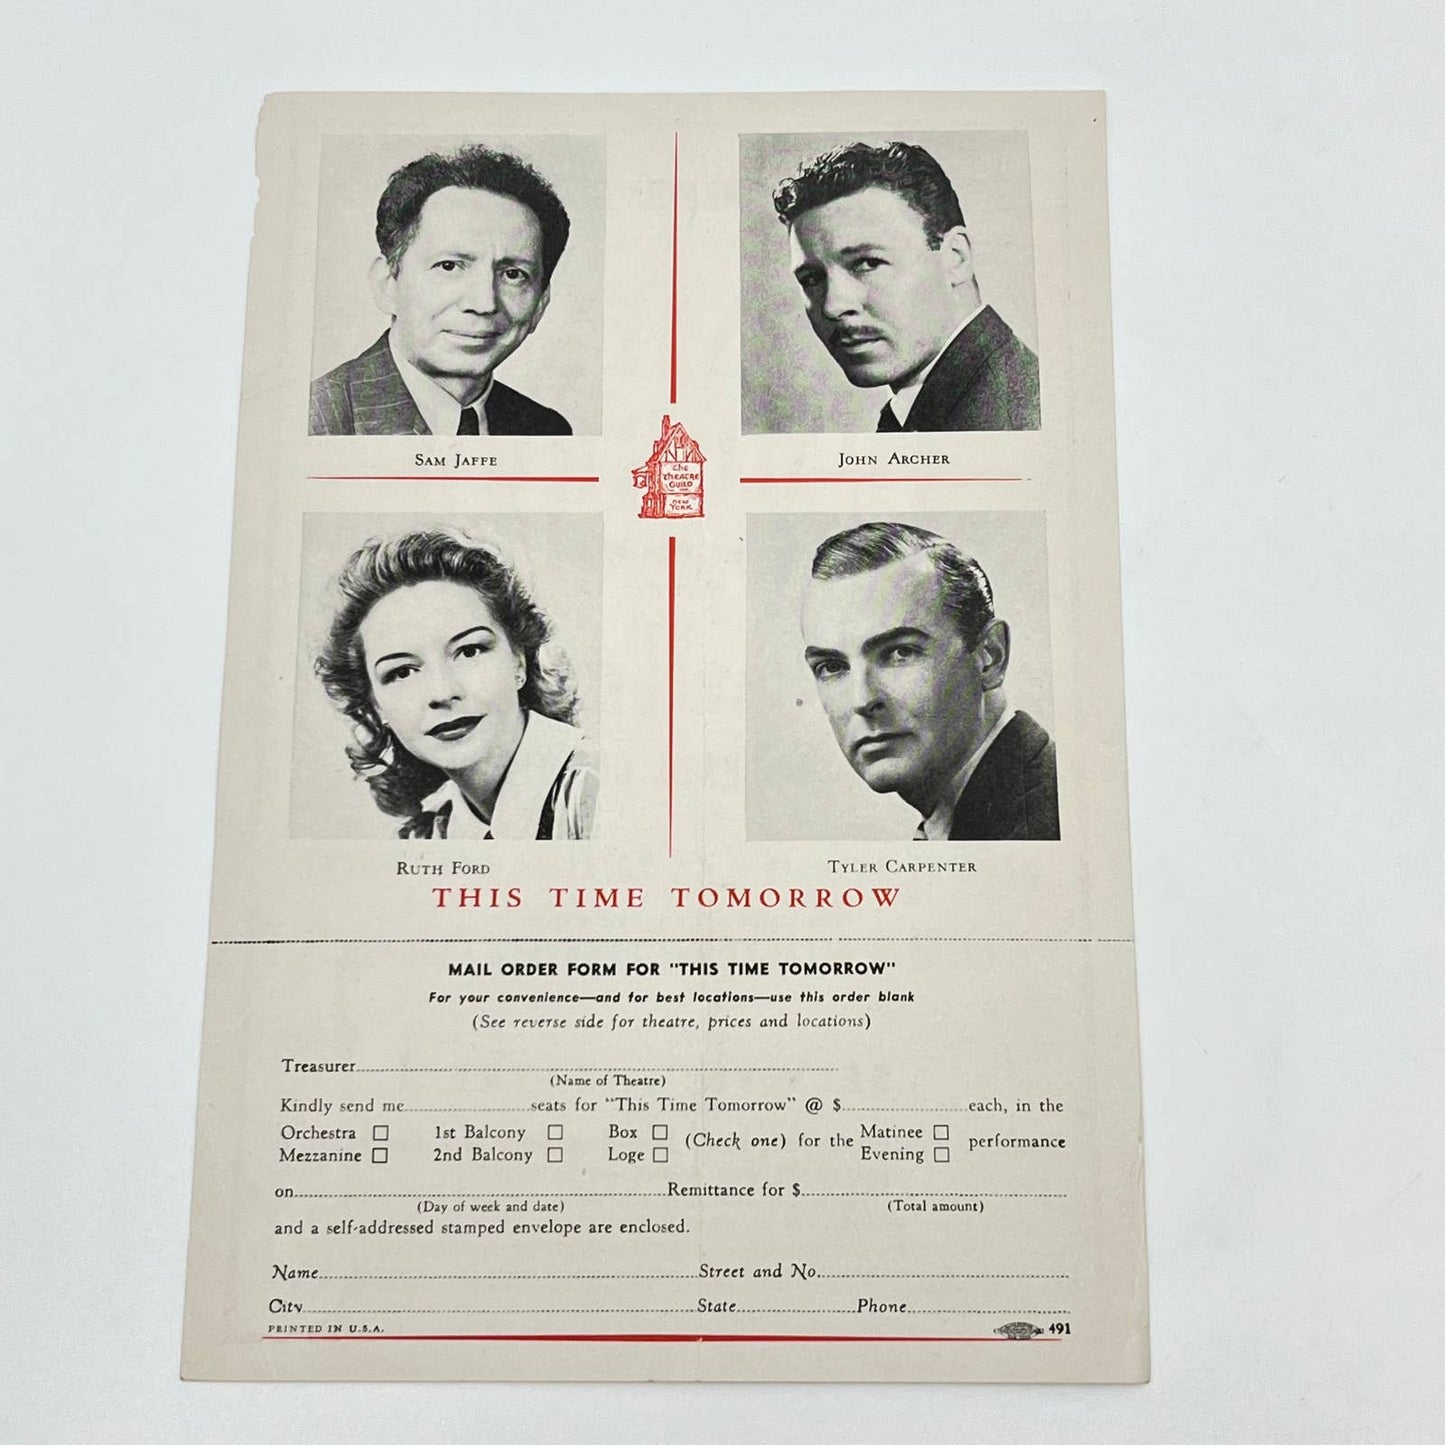 SAM JAFFE
JOHN ARCHER
The
THEATRE
GUILD
NEW
YORK
RUTH FORD
TYLER CARPENTER
THIS TIME TOMORROW
MAIL ORDER FORM FOR "THIS TIME TOMORROW"
For your convenience—and for best locations—use this order blank
(See reverse side for theatre, prices and locations)
Treasurer
(Name of Theatre)
Kindly send me seats for "This Time Tomorrow" @ $ each, in the
Orchestra ☐ 1st Balcony ☐ Box ☐ (Check one) for the Matinee ☐ performance
Mezzanine ☐ 2nd Balcony ☐ Loge ☐ Evening ☐
on Remittance for $
(Day of week and date) (Total amount)
and a self-addressed stamped envelope are enclosed.
Name Street and No.
City State Phone
PRINTED IN U.S.A. 491